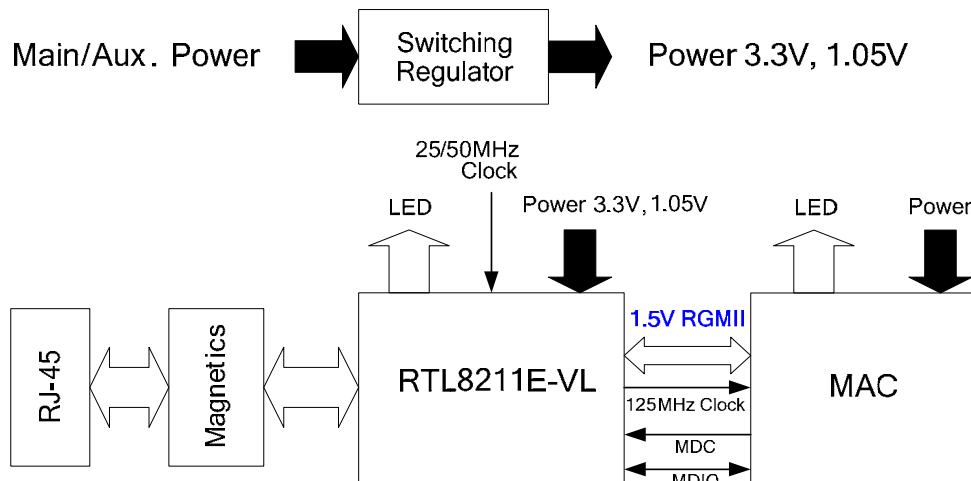 Main/Aux. Power
Switching
Regulator
Power 3.3V, 1.05V
25/50MHz
Clock
LED
Power 3.3V, 1.05V
LED
Power
RJ-45
Magnetics
RTL8211E-VL
1.5V RGMII
125MHz Clock
MDC
MDIO
MAC